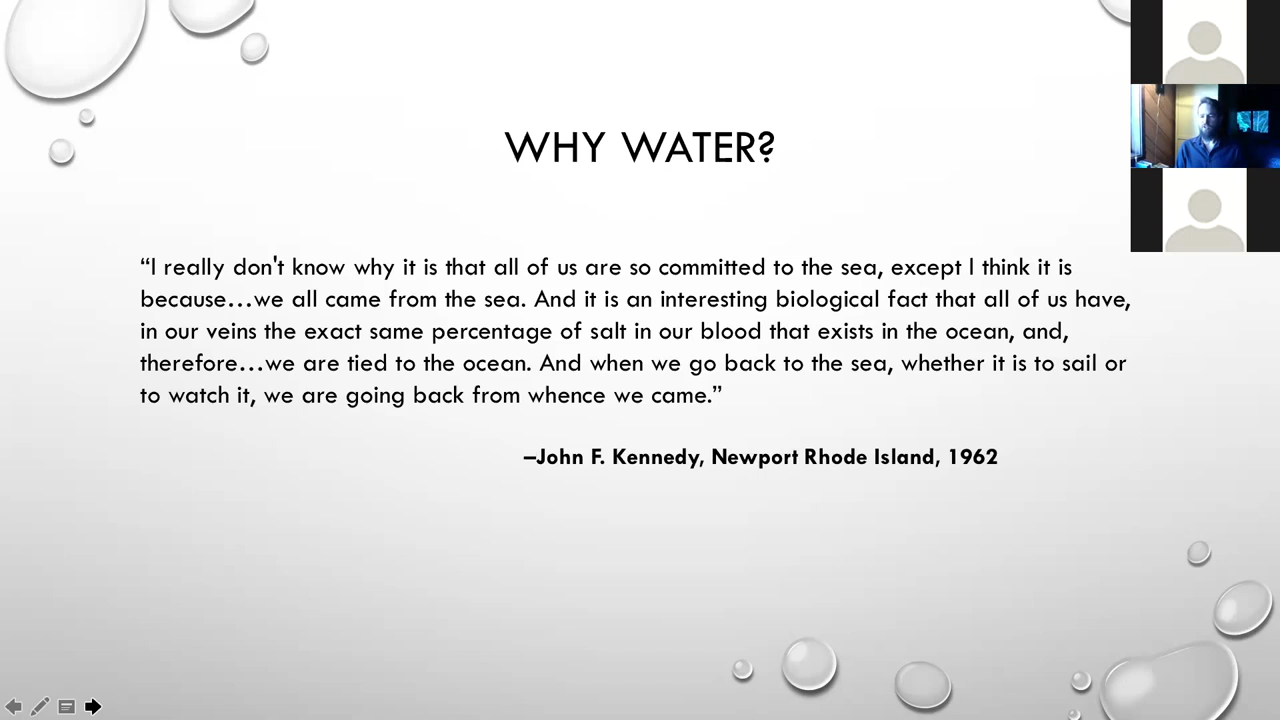 WHY WATER?
“I really don't know why it is that all of us are so committed to the sea, except I think it is
because…we all came from the sea. And it is an interesting biological fact that all of us have,
in our veins the exact same percentage of salt in our blood that exists in the ocean, and,
therefore…we are tied to the ocean. And when we go back to the sea, whether it is to sail or
to watch it, we are going back from whence we came.”
–John F. Kennedy, Newport Rhode Island, 1962